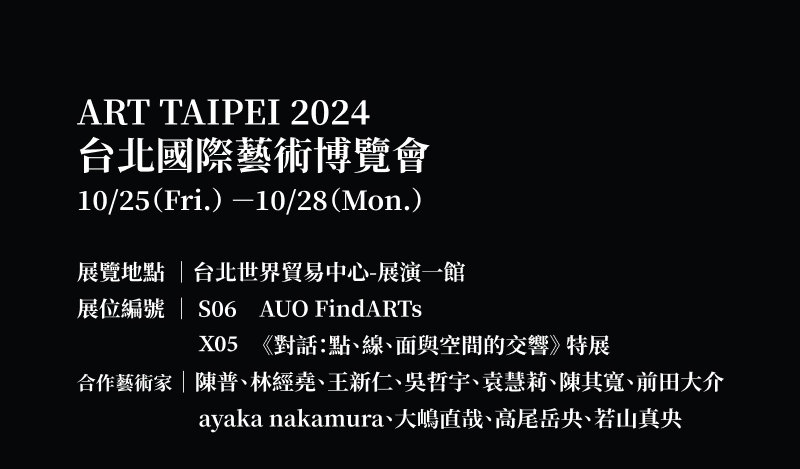 ART TAIPEI 2024
台北國際藝術博覽會
10/25(Fri.) —10/28(Mon.)
展覽地點｜台北世界貿易中心-展演一館
展位編號｜ S06 AUO FindARTs
X05 《對話：點、線、面與空間的交響》特展
合作藝術家｜陳普、林經堯、王新仁、吳哲宇、袁慧莉、陳其寬、前田大介
ayaka nakamura、大嶋直哉、高尾岳央、若山真央